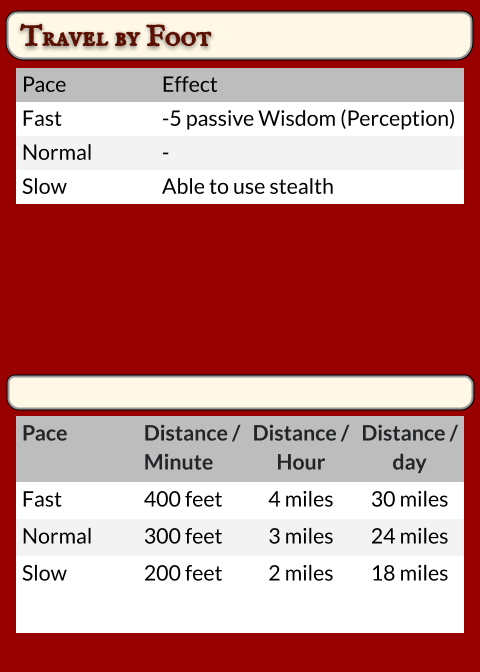 Travel by Foot
Pace Effect
Fast -5 passive Wisdom (Perception)
Normal -
Slow Able to use stealth
Pace Distance / Minute Distance / Hour Distance / day
Fast 400 feet 4 miles 30 miles
Normal 300 feet 3 miles 24 miles
Slow 200 feet 2 miles 18 miles